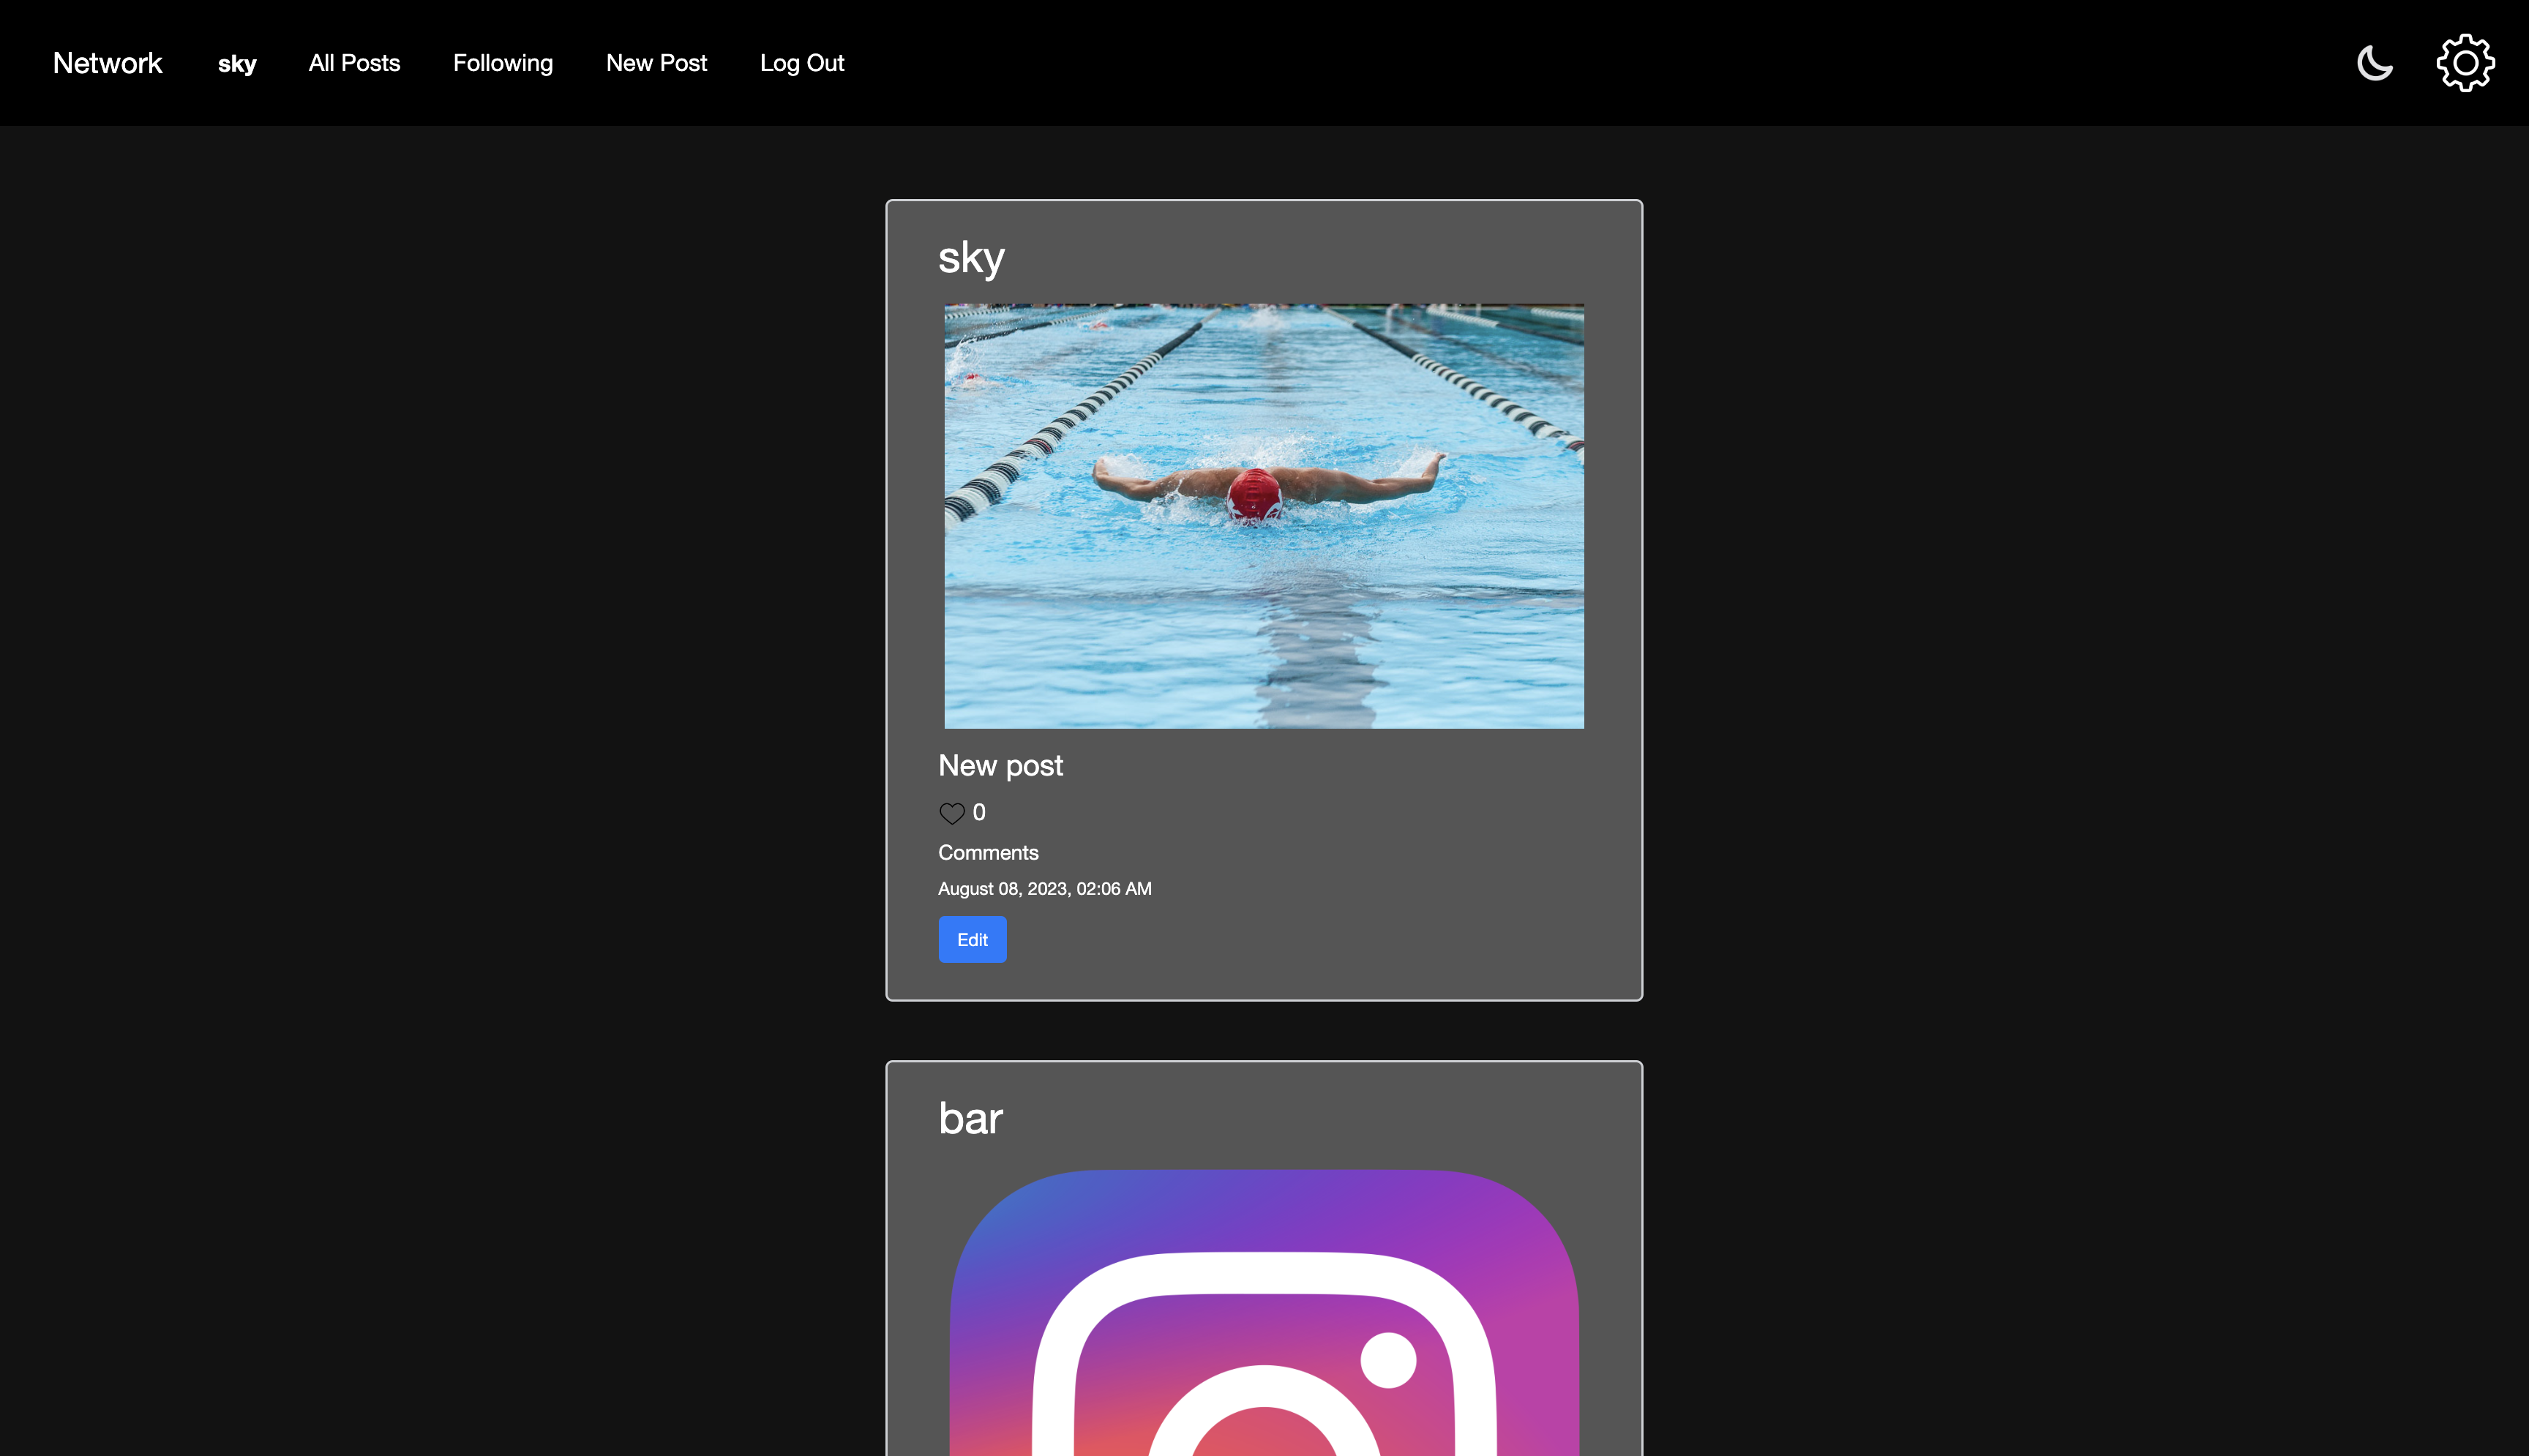 Network sky All Posts Following New Post Log Out
sky
New post
0
Comments
August 08, 2023, 02:06 AM
Edit
bar